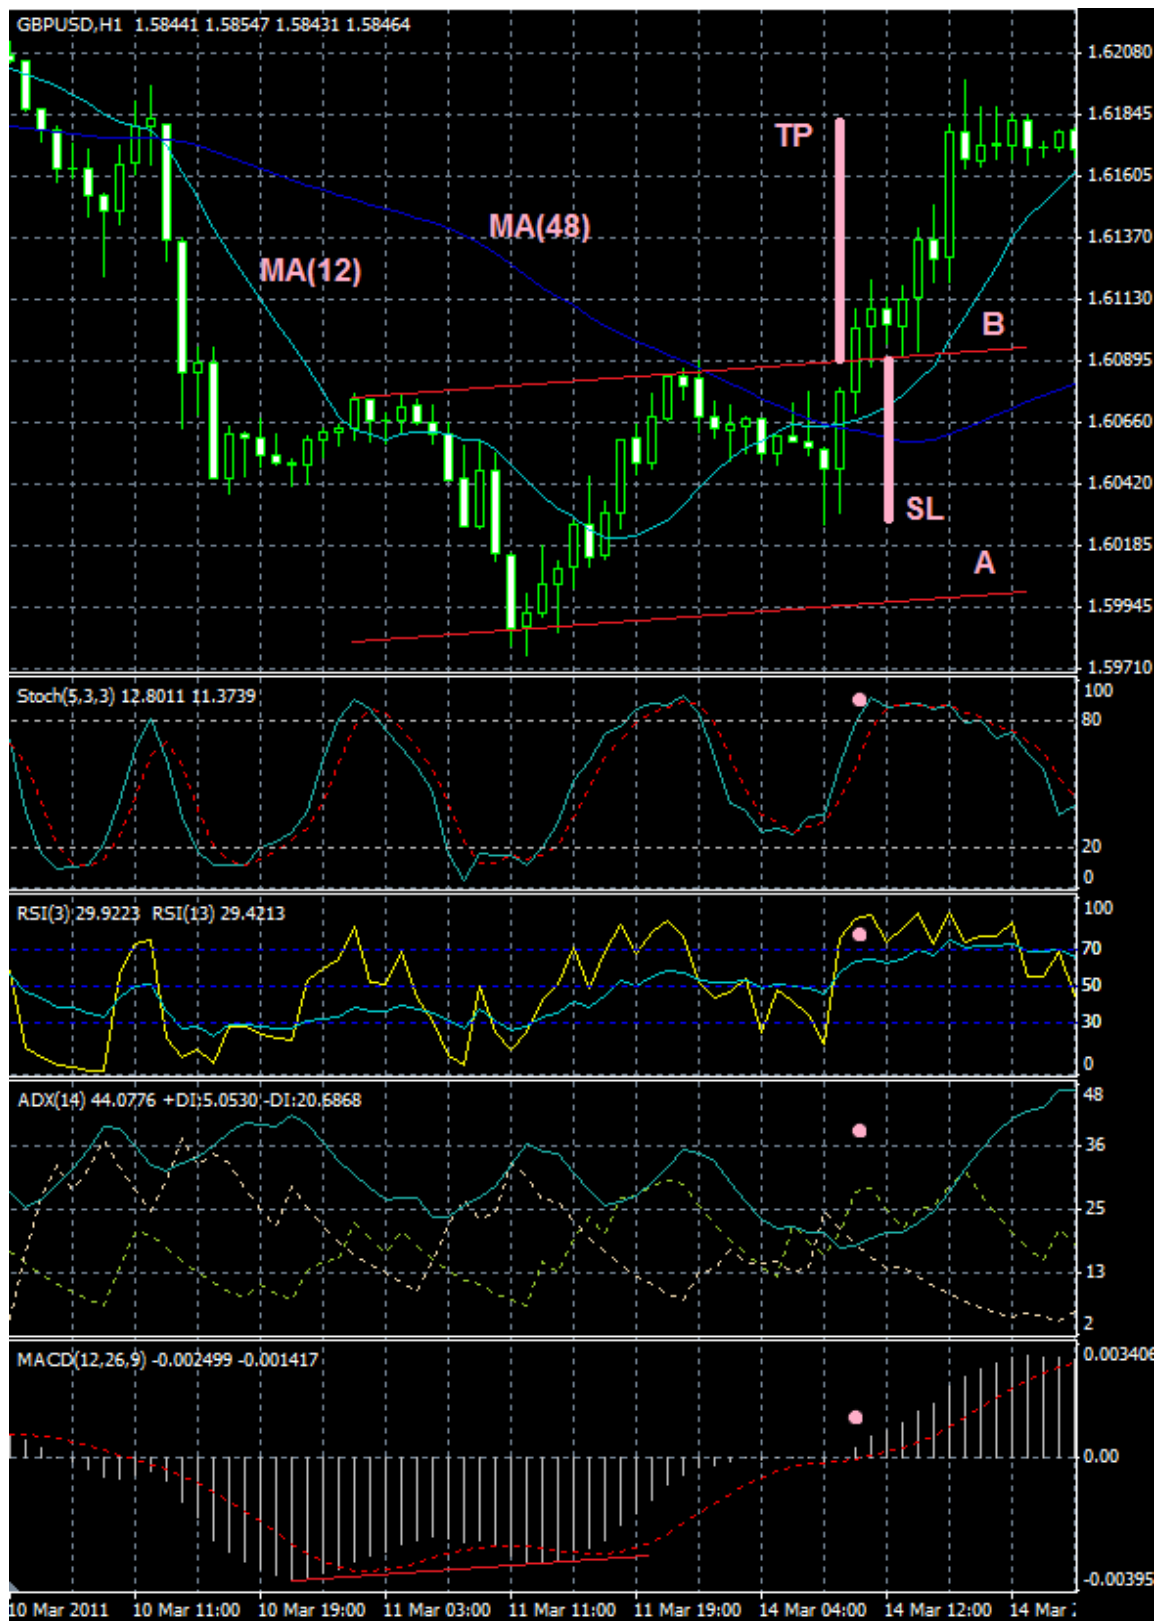 GBPUSD,H1 1.58441 1.58547 1.58431 1.58464
1.62080
1.61845
TP
1.61605
MA(48)
1.61370
MA(12)
1.61130
B
1.60895
1.60660
1.60420
SL
1.60185
A
1.59945
1.59710
Stoch(5,3,3) 12.8011 11.3739
100
80
20
0
RSI(3) 29.9223 RSI(13) 29.4213
100
70
50
30
0
ADX(14) 44.0776 +DI:5.0530 -DI:20.6868
48
36
25
13
2
MACD(12,26,9) -0.002499 -0.001417
0.003406
0.00
-0.00395
10 Mar 2011 10 Mar 11:00 10 Mar 19:00 11 Mar 03:00 11 Mar 11:00 11 Mar 19:00 14 Mar 04:00 14 Mar 12:00 14 Mar 2